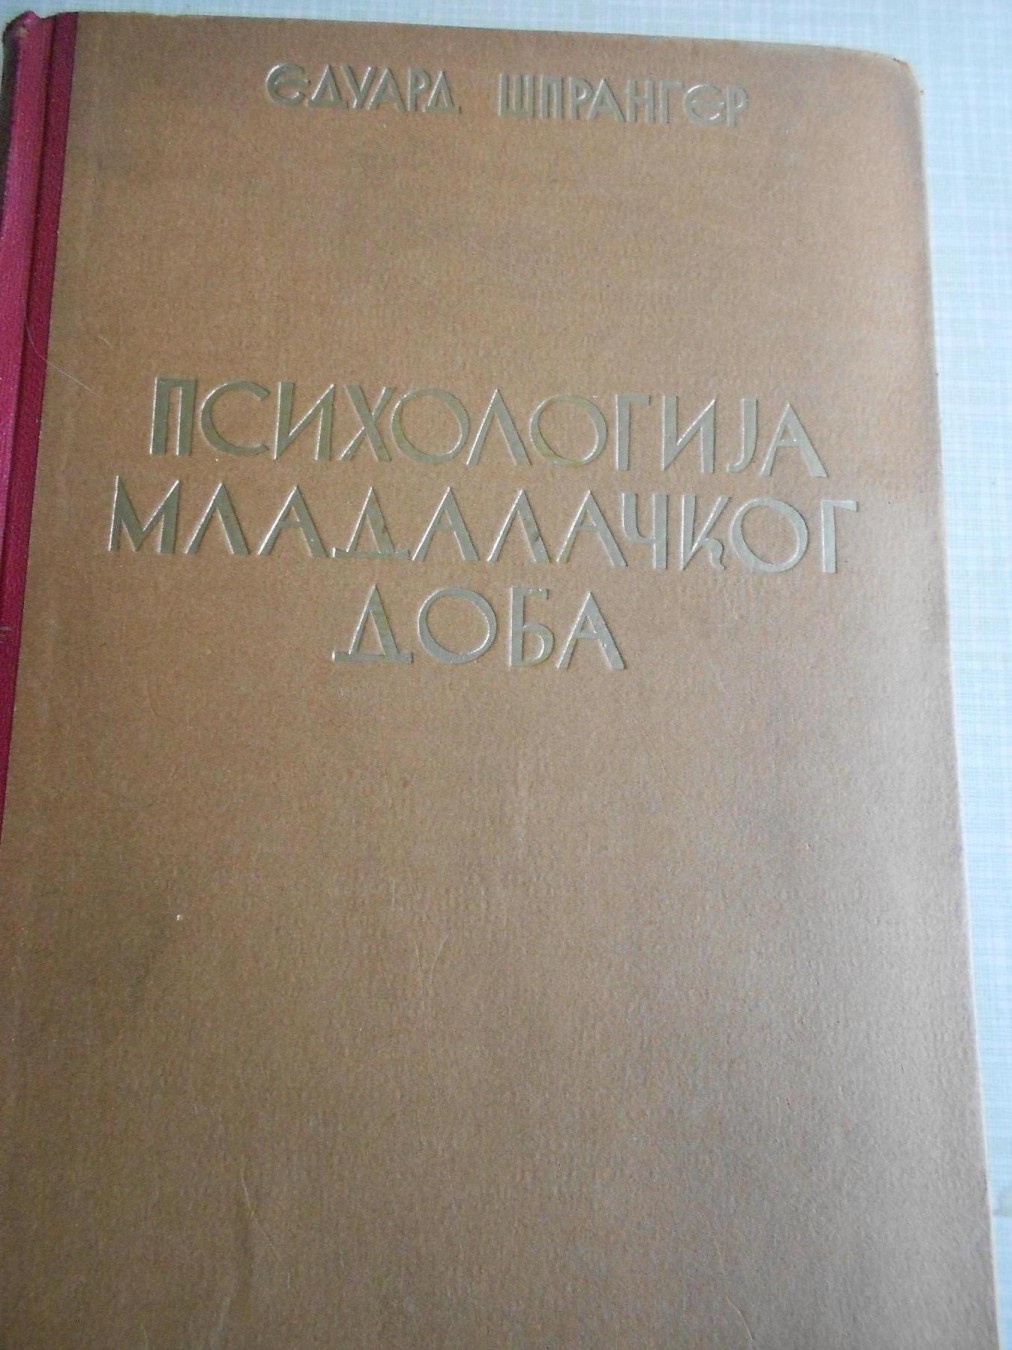 ЕДУАРД ШПРАНГЕР
ПСИХОЛОГИЈА
МЛАДАЛАЧКОГ
ДОБА